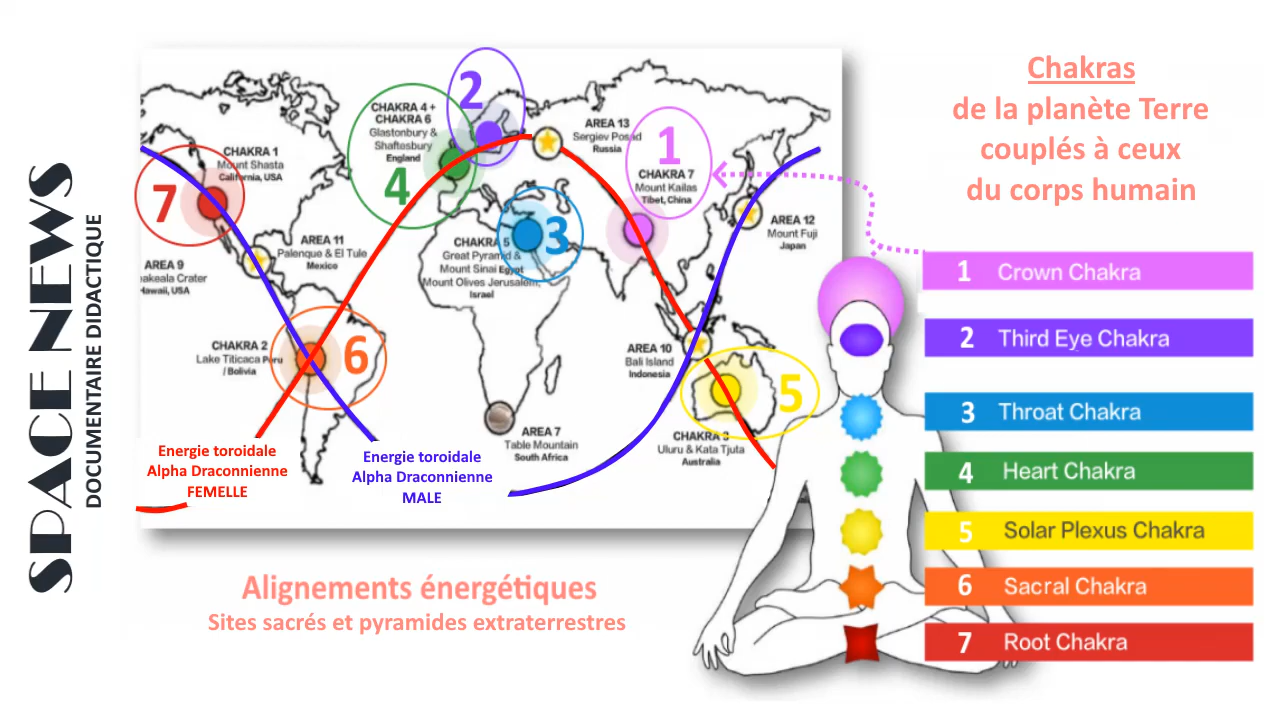 SPACE NEWS
DOCUMENTAIRE DIDACTIQUE
Chakras
de la planète Terre
couplés à ceux
du corps humain
7
CHAKRA 1
Mount Shasta
California, USA
CHAKRA 4 +
CHAKRA 6
Glastonbury &
Shaftesbury
England
4
2
AREA 13
Sergiev Posad
Russia
1
CHAKRA 7
Mount Kailas
Tibet, China
AREA 12
Mount Fuji
Japan
AREA 11
Palenque & El Tule
Mexico
AREA 9
Hawaii, USA
CHAKRA 5
Great Pyramid &
Mount Sinai Egypt
Mount Olives Jerusalem,
Israel
3
CHAKRA 2
Lake Titicaca Peru
/ Bolivia
6
AREA 10
Bali Island
Indonesia
5
CHAKRA 3
Uluru & Kata Tjuta
Australia
AREA 7
Table Mountain
South Africa
Energie toroidale
Alpha Draconnienne
FEMELLE
Energie toroidale
Alpha Draconnienne
MALE
Alignements énergétiques
Sites sacrés et pyramides extraterrestres
1 Crown Chakra
2 Third Eye Chakra
3 Throat Chakra
4 Heart Chakra
5 Solar Plexus Chakra
6 Sacral Chakra
7 Root Chakra